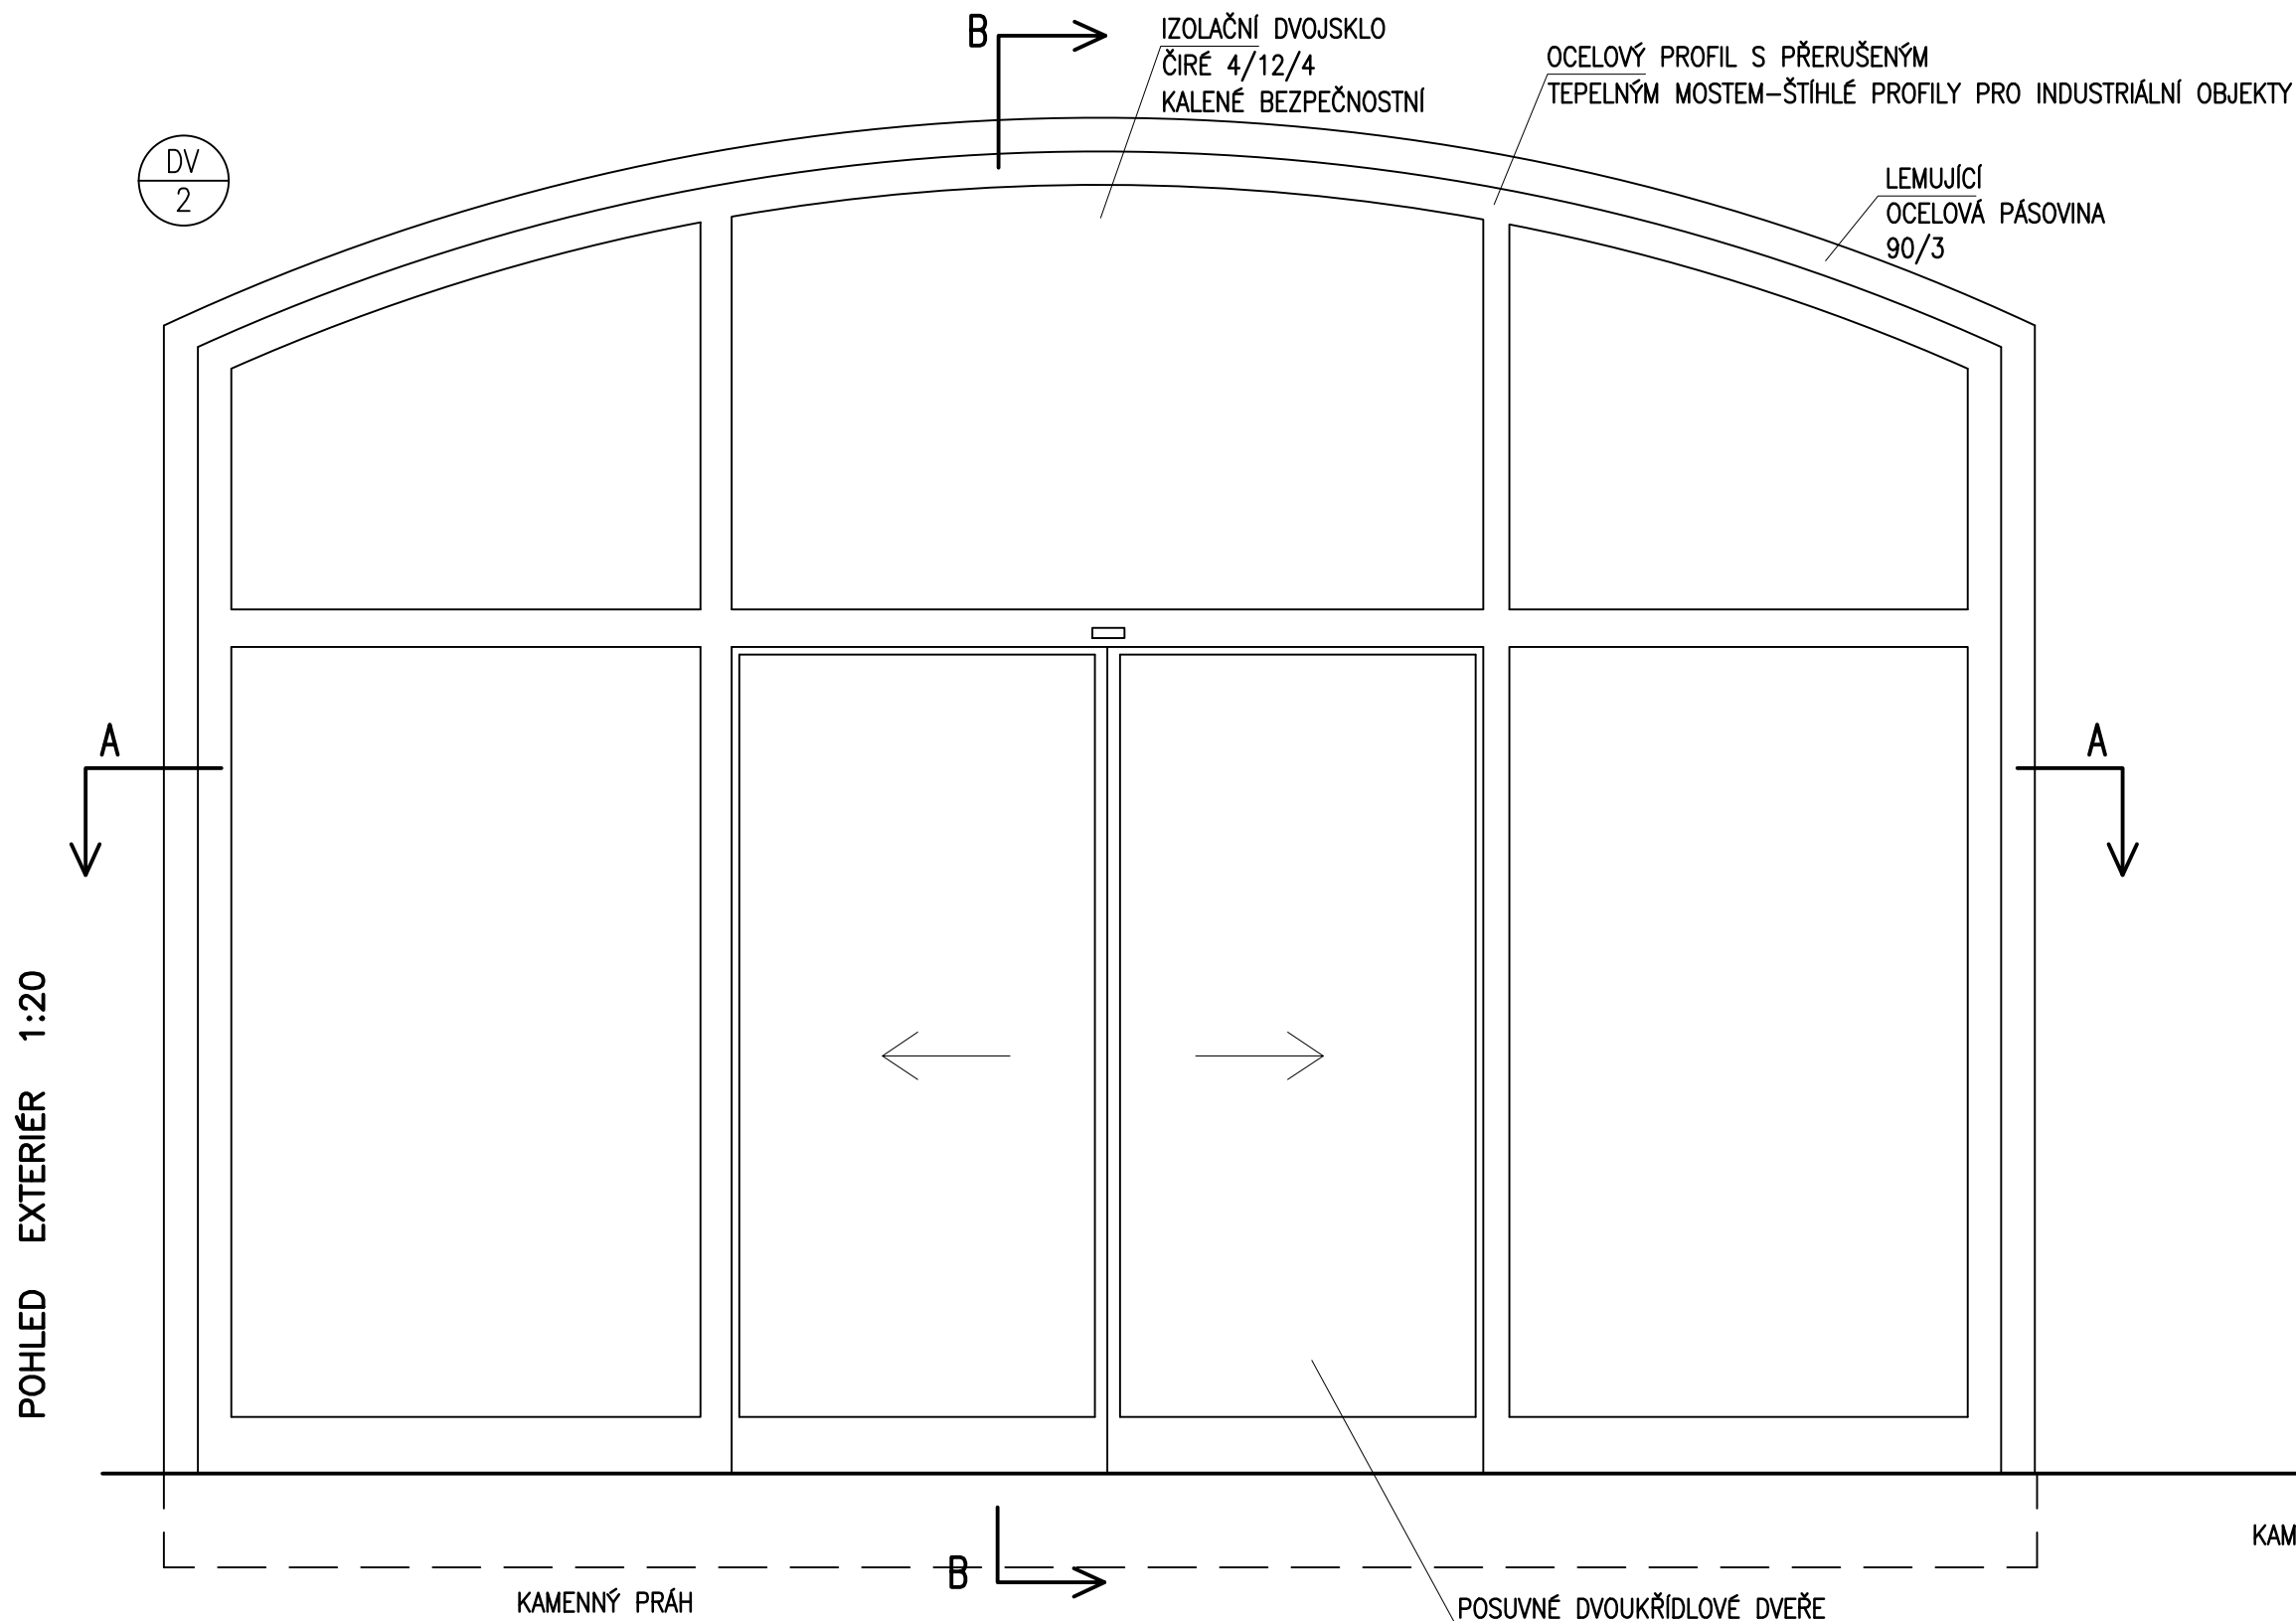 B
IZOLAČNÍ DVOJSKLO
ČIRÉ 4/12/4
KALENÉ BEZPEČNOSTNÍ
OCELOVÝ PROFIL S PŘERUŠENÝM
TEPELNÝM MOSTEM-ŠTÍHLÉ PROFILY PRO INDUSTRIÁLNÍ OBJEKTY
DV
2
LEMUJÍCÍ
OCELOVÁ PÁSOVINA
90/3
A
A
POHLED EXTERIÉR 1:20
KAM
B
KAMENNÝ PRÁH
POSUVNÉ DVOUKŘÍDLOVÉ DVEŘE